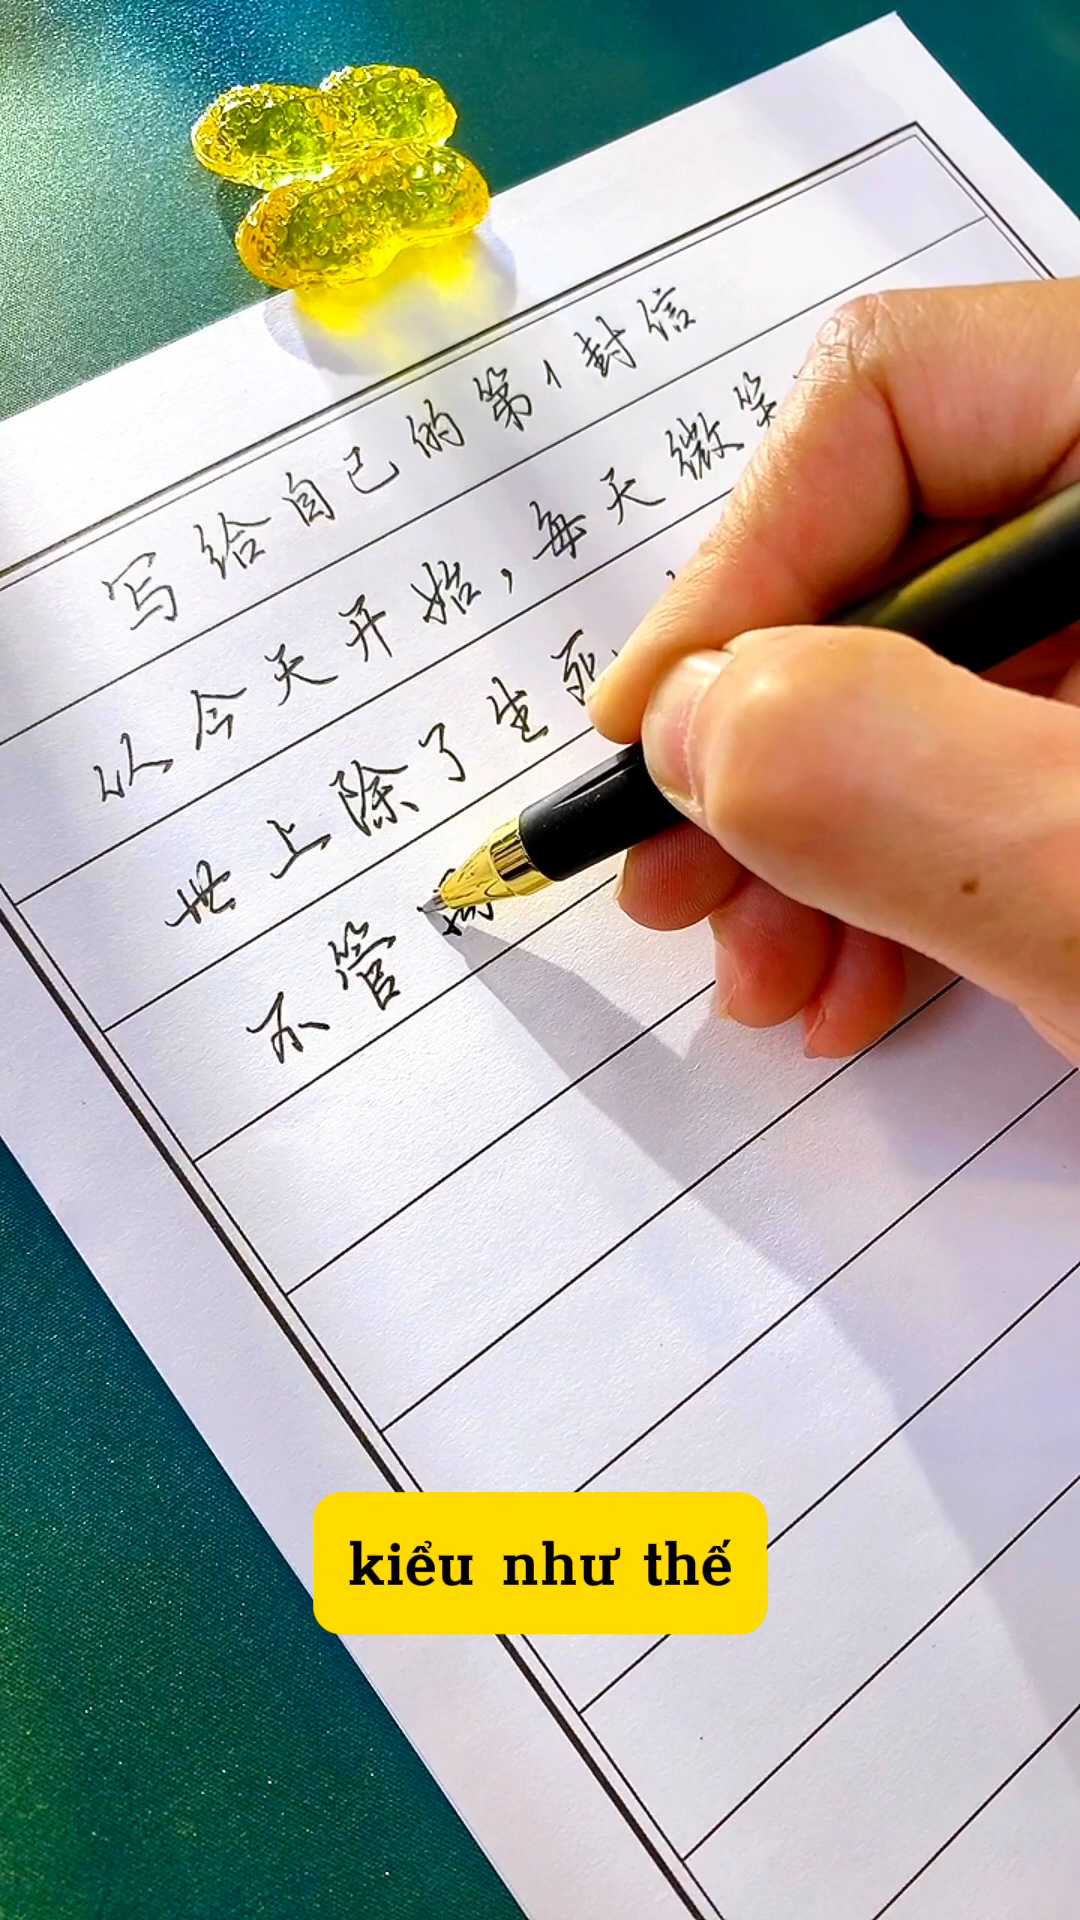 写给自己的第1封信
以今天开始，每天微笑
世上除了生死
不管
kiểu như thế